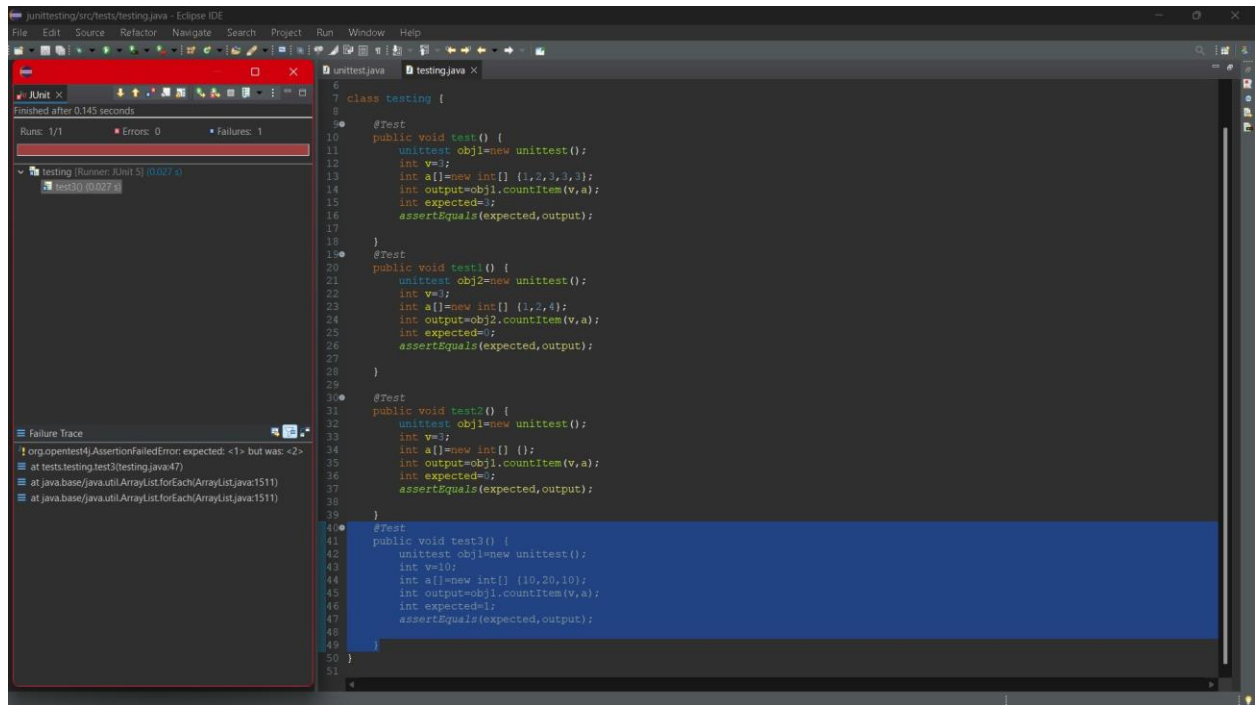 junittesting/src/tests/testing.java - Eclipse IDE
File Edit Source Refactor Navigate Search Project Run Window Help
JUnit
Finished after 0.145 seconds
Runs: 1/1 Errors: 0 Failures: 1
testing [Runner: JUnit 5] (0.027 s)
test3() (0.027 s)
Failure Trace
org.opentest4j.AssertionFailedError: expected: <1> but was: <2>
at tests.testing.test3(testing.java:47)
at java.base/java.util.ArrayList.forEach(ArrayList.java:1511)
at java.base/java.util.ArrayList.forEach(ArrayList.java:1511)
unittest.java testing.java
6
7 class testing {
8
9 @Test
10 public void test() {
11 unittest obj1=new unittest();
12 int v=3;
13 int a[]=new int[] {1,2,3,3,3};
14 int output=obj1.countItem(v,a);
15 int expected=3;
16 assertEquals(expected,output);
17
18 }
19 @Test
20 public void test1() {
21 unittest obj2=new unittest();
22 int v=3;
23 int a[]=new int[] {1,2,4};
24 int output=obj2.countItem(v,a);
25 int expected=0;
26 assertEquals(expected,output);
27
28 }
29
30 @Test
31 public void test2() {
32 unittest obj1=new unittest();
33 int v=3;
34 int a[]=new int[] {};
35 int output=obj1.countItem(v,a);
36 int expected=0;
37 assertEquals(expected,output);
38
39 }
40 @Test
41 public void test3() {
42 unittest obj1=new unittest();
43 int v=10;
44 int a[]=new int[] {10,20,10};
45 int output=obj1.countItem(v,a);
46 int expected=1;
47 assertEquals(expected,output);
48
49 }
50 }
51